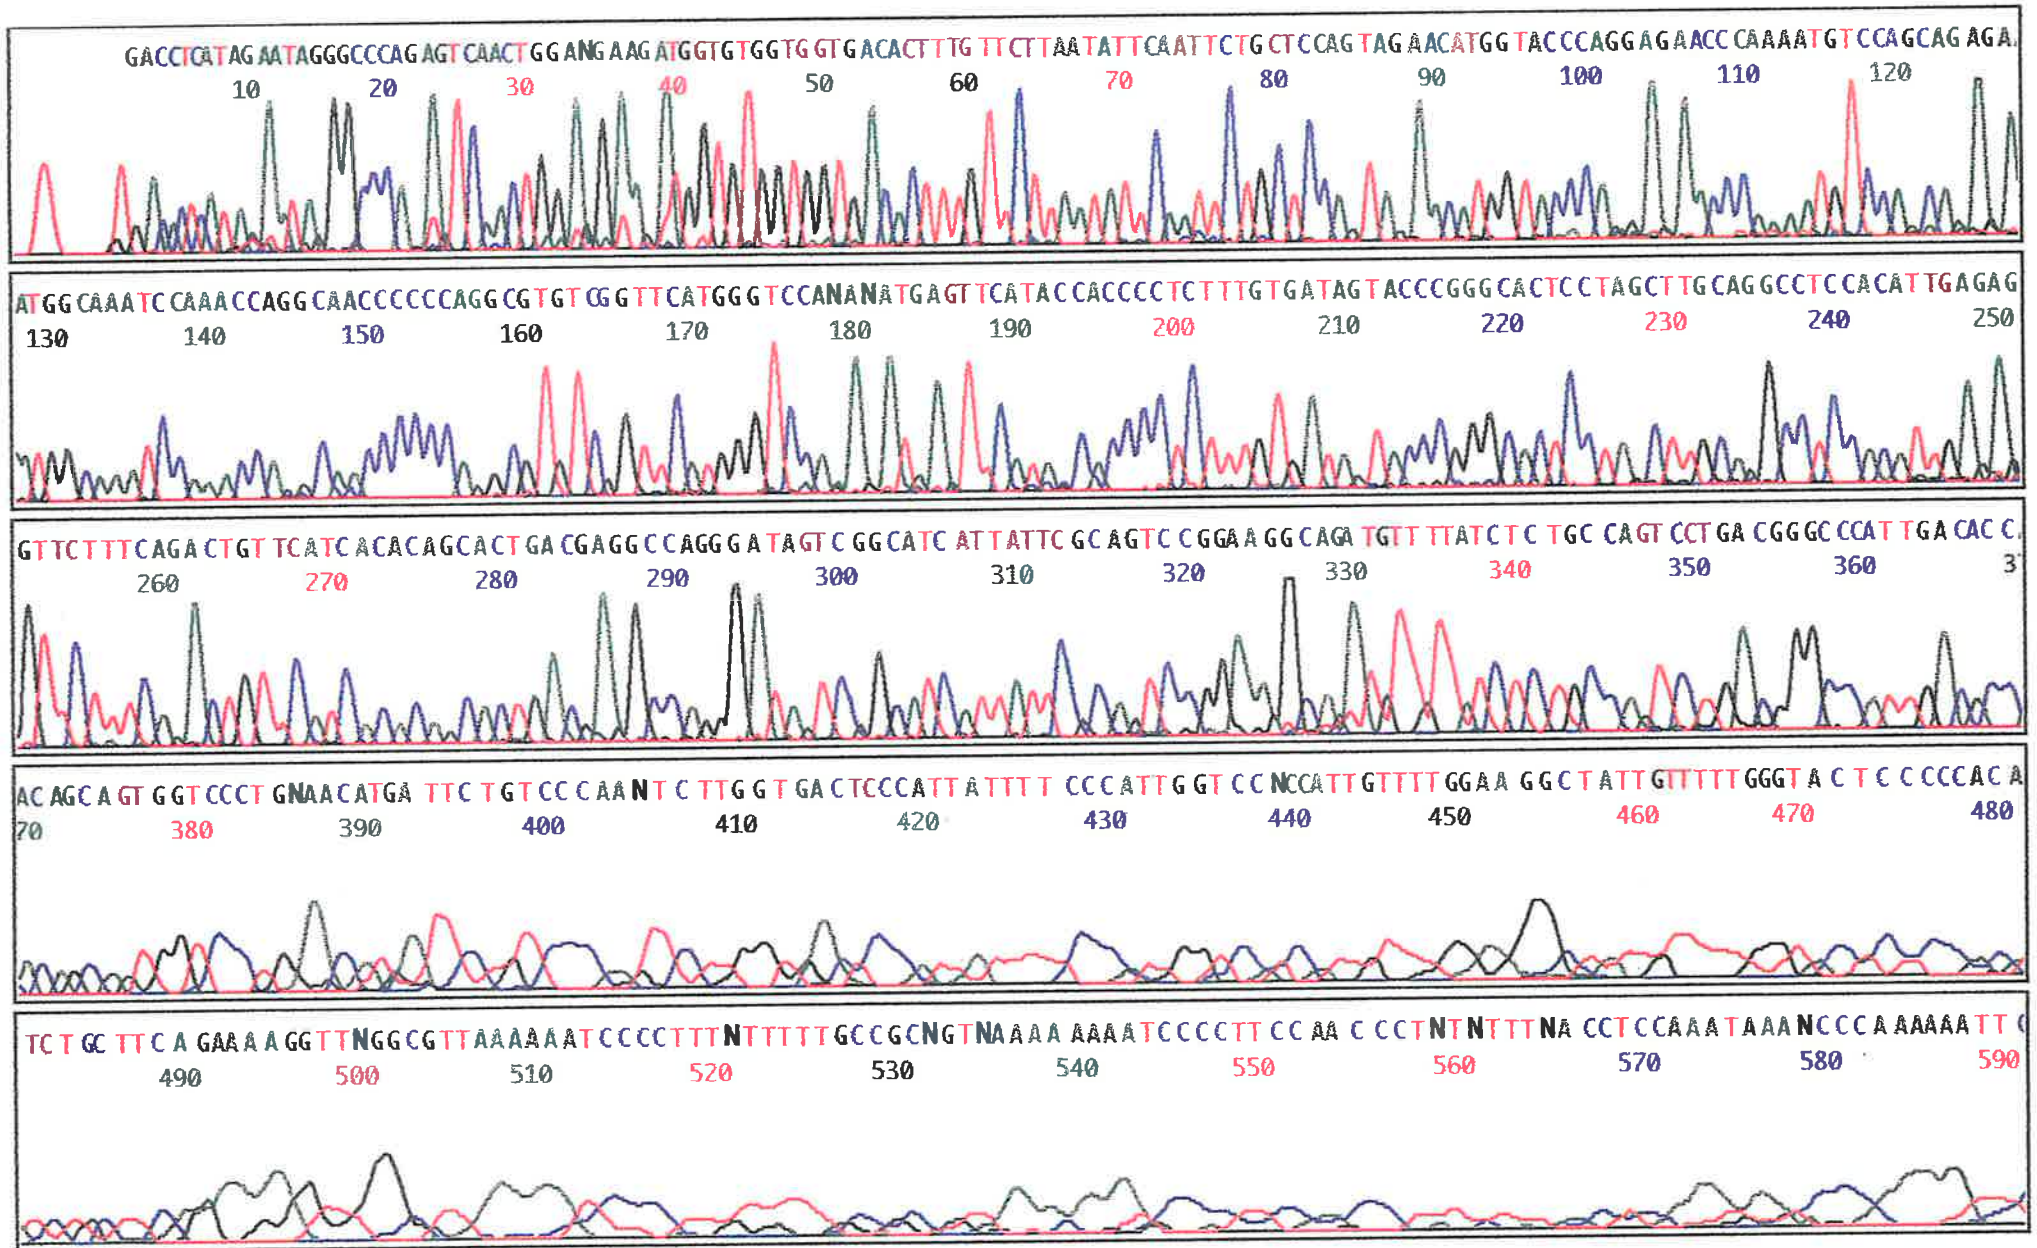 GACCTCATAGAATAGGGCCCAGAGTCAACTGGANGAAGATGGTGTGGTGGTGACACTTTGTTCTTAATATTCAATTCTGCTCCAGTAGAACATGGTACCCAGGAGAACCCAAAATGTCCAGCAGAGA
10 20 30 40 50 60 70 80 90 100 110 120
ATGGCAAATCCAAACCAGGCAACCCCCCAGGCGTGTCGGTTCATGGGTCCANANATGAGTTCATACCACCCCTCTTTGTGATAGTACCCGGGCACTCCTAGCTTGCAGGCCTCCACATTGAGAG
130 140 150 160 170 180 190 200 210 220 230 240 250
GTTCTTTCAGACTGTTCATCACACAGCACTGACGAGGCCAGGGATAGTCGGCATCATTATTCGCAGTCCGGAAGGCAGATGTTTTATCTCTGCCAGTCCTGACGGGCCCATTGACACC
260 270 280 290 300 310 320 330 340 350 360 3
ACAGCAGTGGTCCCTGNAACATGATTCTGTCCCAANTCTTGGTGACTCCCATTATTTTCCCATTGGTCCNCCATTGTTTTGGAAGGCTATTGTTTTTGGGTACTCCCCCACA
70 380 390 400 410 420 430 440 450 460 470 480
TCTGCTTCAGAAAAGGTTNGGCGTTAAAAAATCCCCTTTNTTTTTGCCGCNGTNAAAAAAAATCCCCTTCCAACCCTNTNTTTNACCTCCAAATAAANCCCAAAAAATTC
490 500 510 520 530 540 550 560 570 580 590